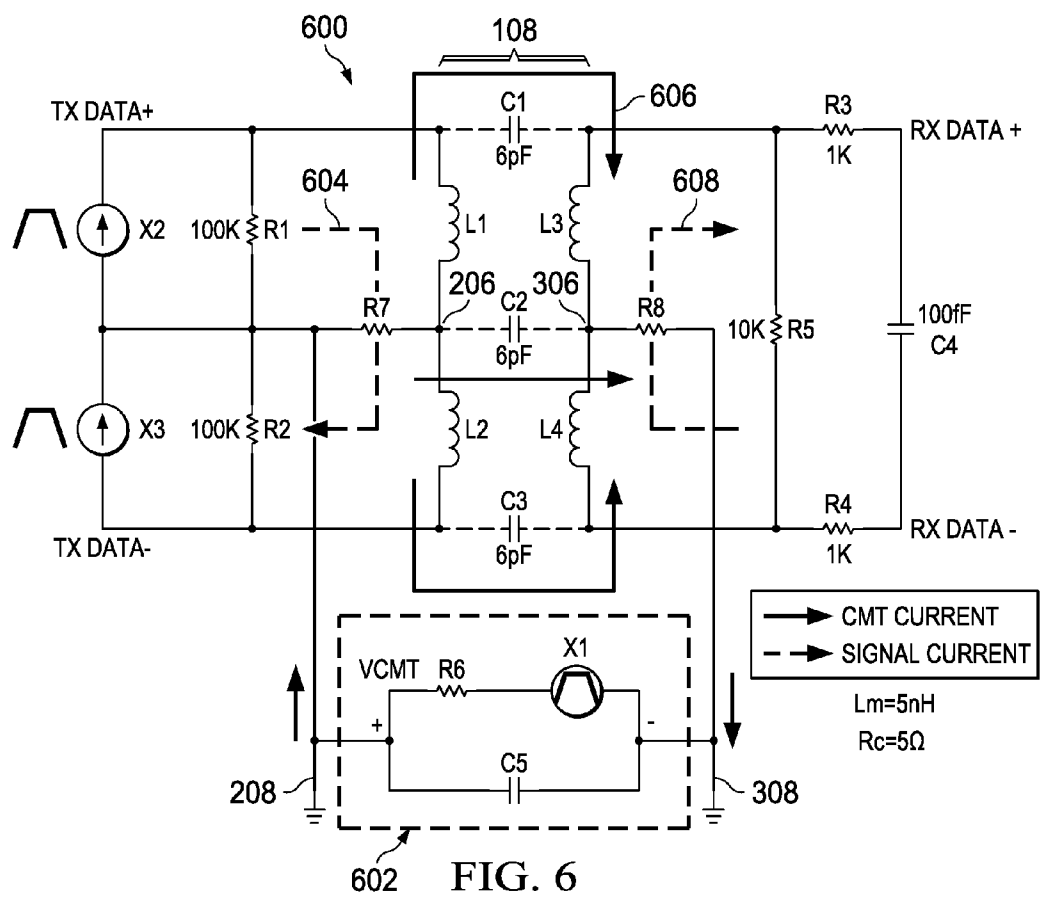 600
108
TX DATA+
C1
6pF
606
R3
1K
RX DATA +
604
608
X2
100K R1
L1
L3
206
C2
6pF
306
R7
R8
10K R5
100fF
C4
X3
100K R2
L2
L4
C3
6pF
R4
1K
TX DATA-
RX DATA -
CMT CURRENT
SIGNAL CURRENT
Lm=5nH
Rc=5Ω
VCMT
R6
X1
+
-
C5
208
308
602
FIG. 6